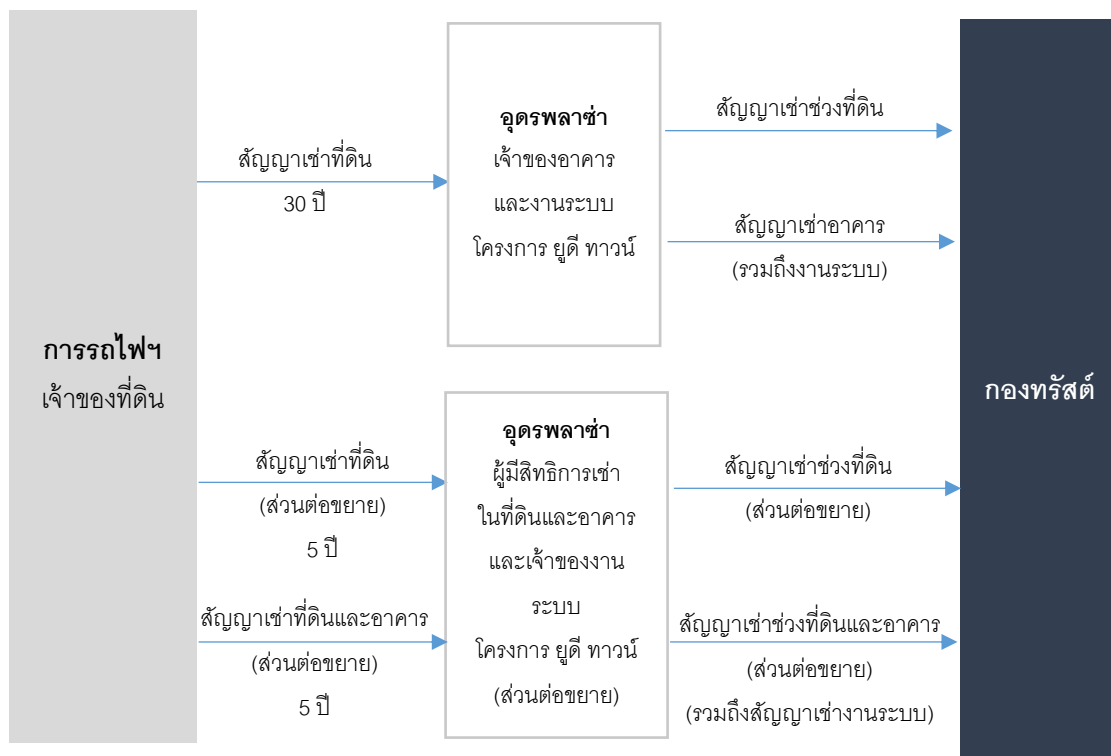 การรถไฟฯ
เจ้าของที่ดิน
สัญญาเช่าที่ดิน
30 ปี
อุดรพลาซ่า
เจ้าของอาคาร
และงานระบบ
โครงการ ยูดี ทาวน์
สัญญาเช่าช่วงที่ดิน
สัญญาเช่าอาคาร
(รวมถึงงานระบบ)
สัญญาเช่าที่ดิน
(ส่วนต่อขยาย)
5 ปี
สัญญาเช่าที่ดินและอาคาร
(ส่วนต่อขยาย)
5 ปี
อุดรพลาซ่า
ผู้มีสิทธิการเช่า
ในที่ดินและอาคาร
และเจ้าของงาน
ระบบ
โครงการ ยูดี ทาวน์
(ส่วนต่อขยาย)
สัญญาเช่าช่วงที่ดิน
(ส่วนต่อขยาย)
สัญญาเช่าช่วงที่ดินและอาคาร
(ส่วนต่อขยาย)
(รวมถึงสัญญาเช่างานระบบ)
กองทรัสต์